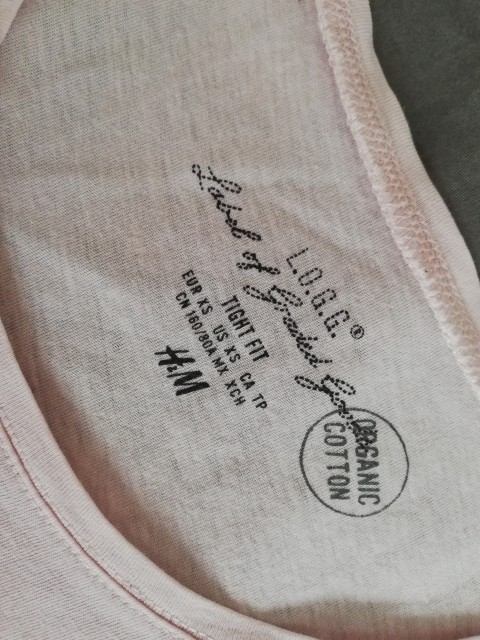 L.O.G.G.®
Label of Graded Goods
TIGHT FIT
EUR XS US XS CA TP
CN 160/80A MX XCH
H&M
ORGANIC
COTTON